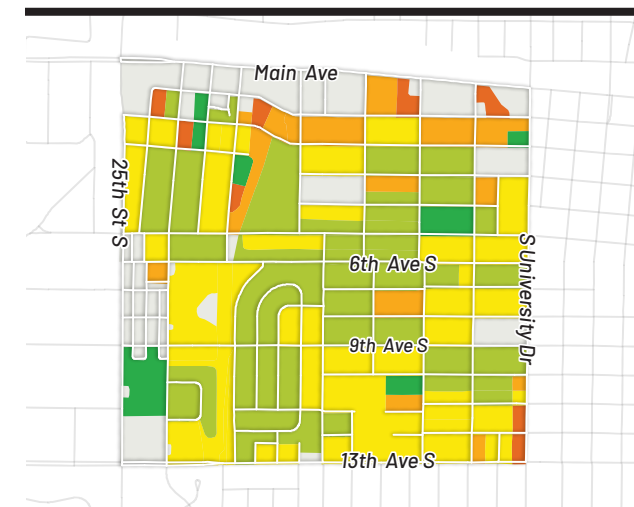 Main Ave
25th St S
S University Dr
6th Ave S
9th Ave S
13th Ave S